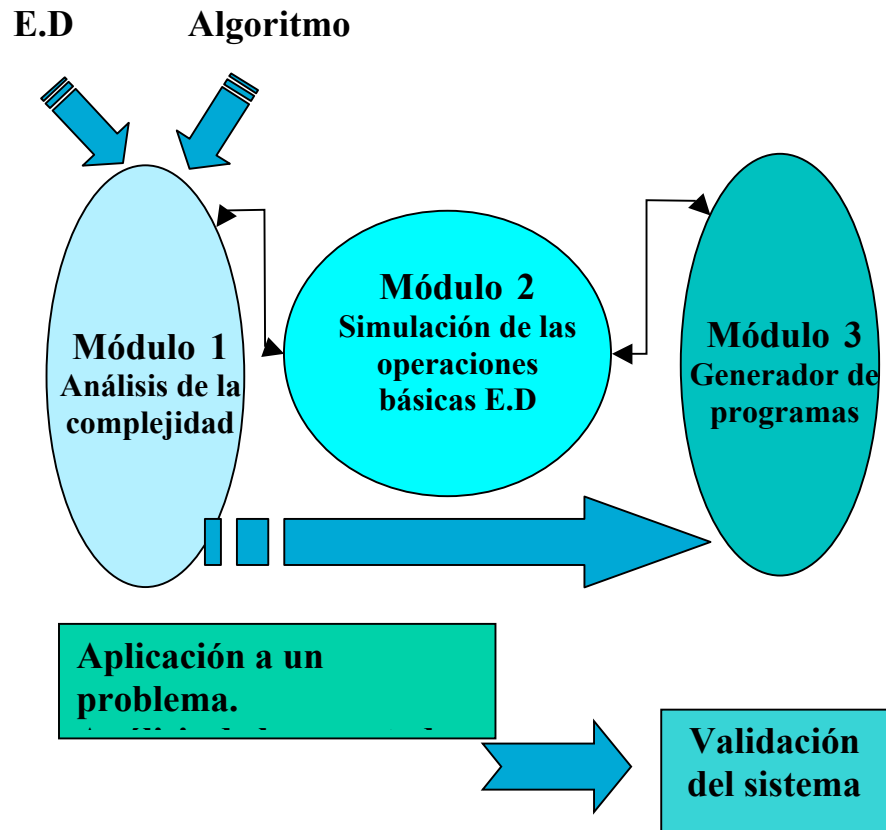 E.D Algoritmo
Módulo 1
Análisis de la
complejidad
Módulo 2
Simulación de las
operaciones
básicas E.D
Módulo 3
Generador de
programas
Aplicación a un
problema.
Validación
del sistema